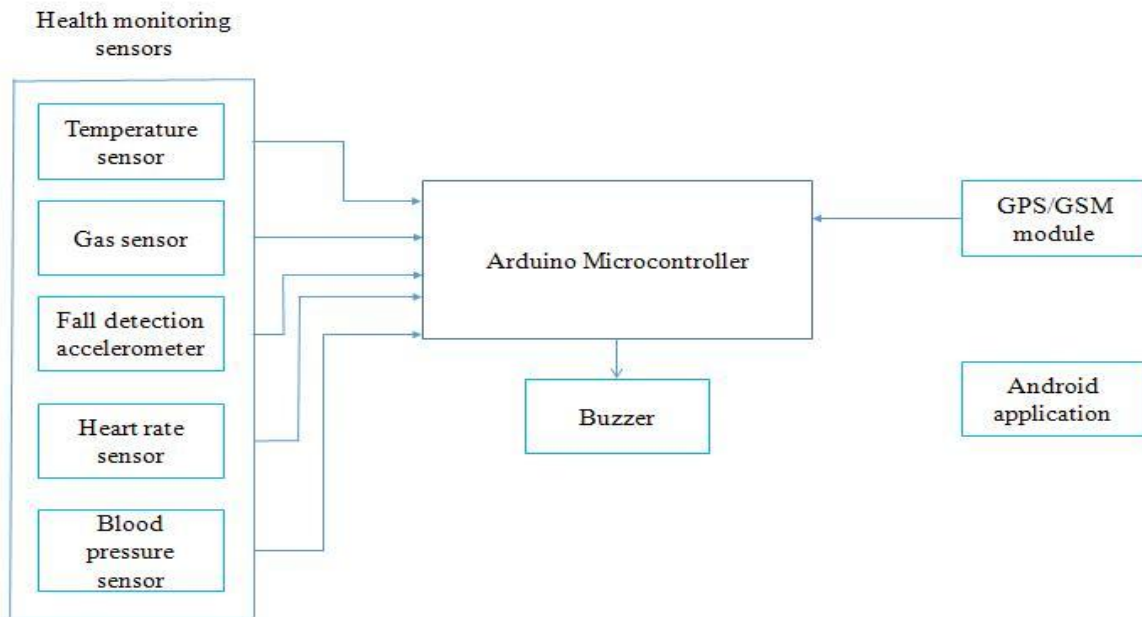 Health monitoring
sensors
Temperature
sensor
Gas sensor
Fall detection
accelerometer
Heart rate
sensor
Blood
pressure
sensor
Arduino Microcontroller
Buzzer
GPS/GSM
module
Android
application